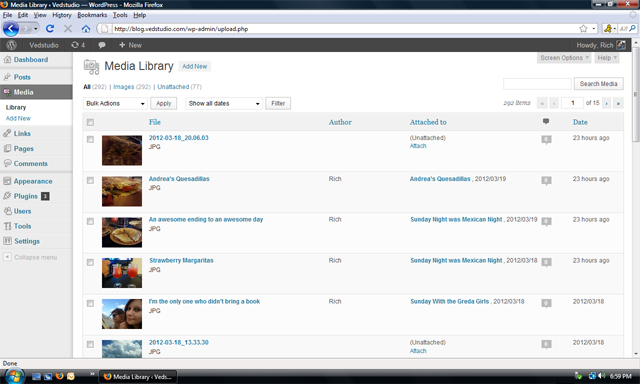 Media Library ‹ Vedstudio — WordPress - Mozilla Firefox
File Edit View History Bookmarks Tools Help
http://blog.vedstudio.com/wp-admin/upload.php
Vedstudio 4 + New Howdy, Rich
Screen Options Help
Dashboard
Posts
Media
Library
Add New
Links
Pages
Comments
Appearance
Plugins 3
Users
Tools
Settings
Collapse menu
Media Library Add New
All (292) | Images (292) | Unattached (77)
Search Media
Bulk Actions Apply Show all dates Filter 292 items « ‹ 1 of 15 › »
File Author Attached to Date
2012-03-18_20.06.03 (Unattached) 0 23 hours ago
JPG Attach
Andrea's Quesadillas Rich Andrea's Quesadillas , 2012/03/19 0 23 hours ago
JPG
An awesome ending to an awesome day Rich Sunday Night was Mexican Night , 2012/03/19 0 23 hours ago
JPG
Strawberry Margaritas Rich Sunday Night was Mexican Night , 2012/03/18 0 23 hours ago
JPG
I'm the only one who didn't bring a book Rich Sunday With the Greda Girls , 2012/03/18 0 2012/03/18
JPG
2012-03-18_13.33.30 (Unattached) 0 2012/03/18
JPG Attach
Done
Media Library ‹ Veds... 6:59 PM